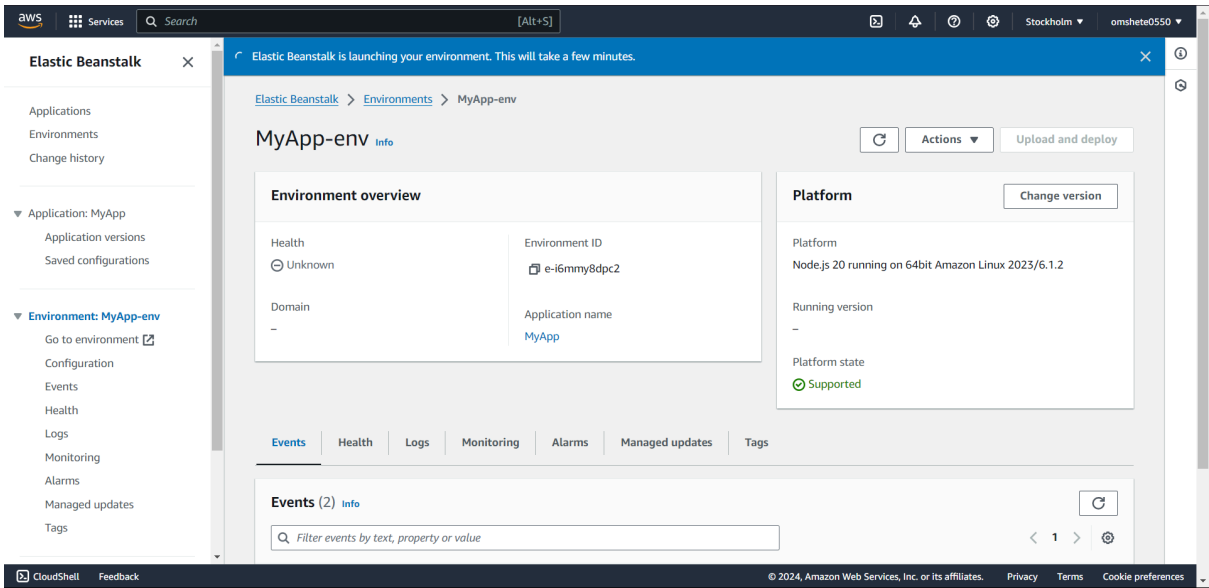 aws
Services
Search
[Alt+S]
Stockholm
omshete0550
Elastic Beanstalk
Applications
Environments
Change history
Application: MyApp
Application versions
Saved configurations
Environment: MyApp-env
Go to environment
Configuration
Events
Health
Logs
Monitoring
Alarms
Managed updates
Tags
Elastic Beanstalk is launching your environment. This will take a few minutes.
Elastic Beanstalk > Environments > MyApp-env
MyApp-env Info
Actions
Upload and deploy
Environment overview
Health
Unknown
Domain
–
Environment ID
e-i6mmy8dpc2
Application name
MyApp
Platform
Change version
Platform
Node.js 20 running on 64bit Amazon Linux 2023/6.1.2
Running version
–
Platform state
Supported
Events
Health
Logs
Monitoring
Alarms
Managed updates
Tags
Events (2) Info
Filter events by text, property or value
1
CloudShell
Feedback
© 2024, Amazon Web Services, Inc. or its affiliates.
Privacy
Terms
Cookie preferences